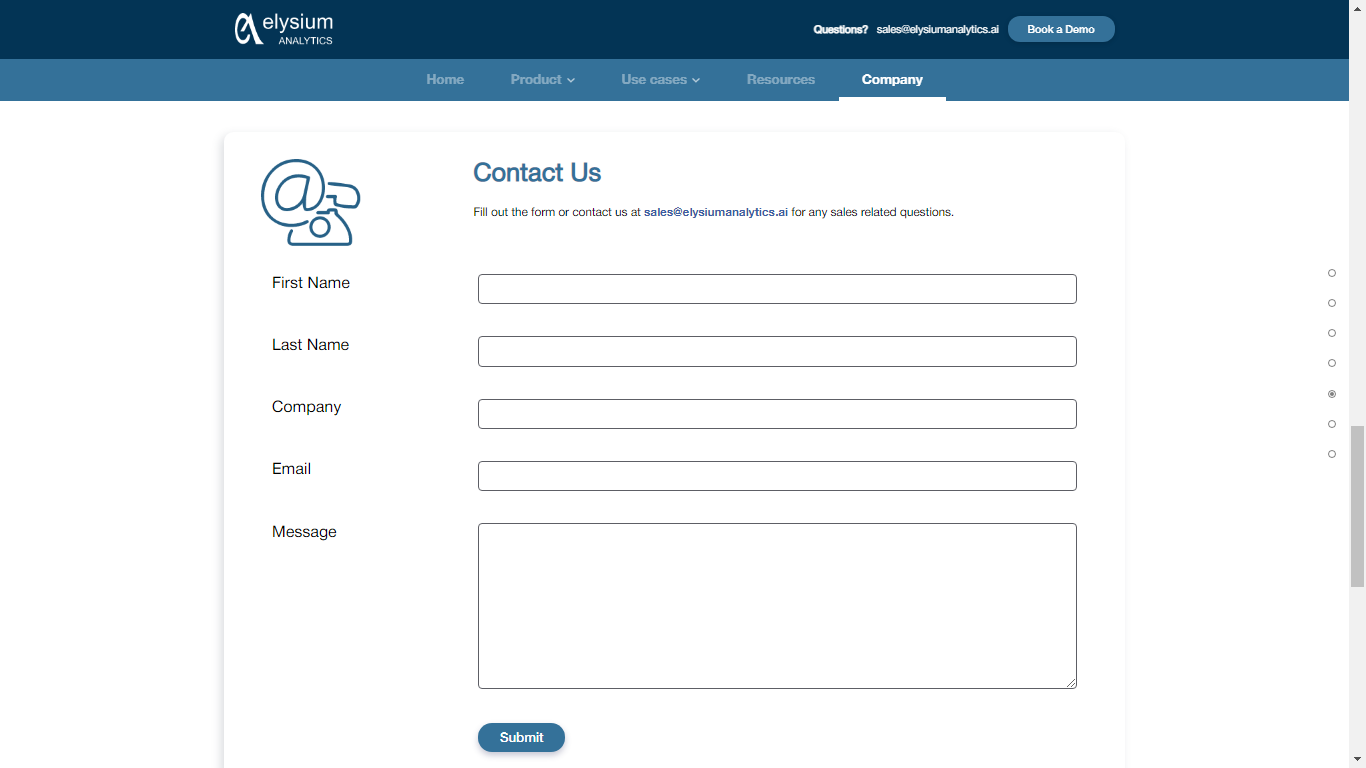 elysium
ANALYTICS
Questions? sales@elysiumanalytics.ai Book a Demo
Home Product Use cases Resources Company
Contact Us
Fill out the form or contact us at sales@elysiumanalytics.ai for any sales related questions.
First Name
Last Name
Company
Email
Message
Submit